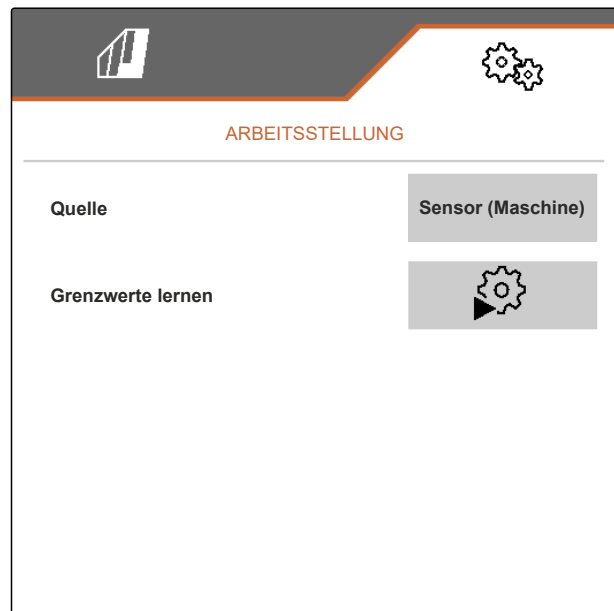 ARBEITSSTELLUNG
Quelle
Sensor (Maschine)
Grenzwerte lernen